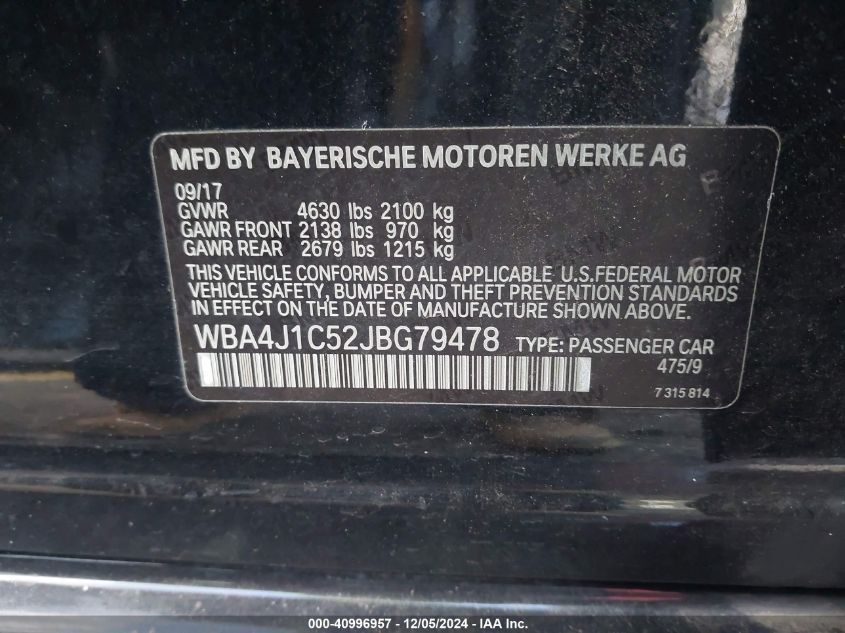 MFD BY BAYERISCHE MOTOREN WERKE AG
09/17
GVWR 4630 lbs 2100 kg
GAWR FRONT 2138 lbs 970 kg
GAWR REAR 2679 lbs 1215 kg
THIS VEHICLE CONFORMS TO ALL APPLICABLE U.S.FEDERAL MOTOR
VEHICLE SAFETY, BUMPER AND THEFT PREVENTION STANDARDS
IN EFFECT ON THE DATE OF MANUFACTURE SHOWN ABOVE.
WBA4J1C52JBG79478 TYPE: PASSENGER CAR
475/9
7 315 814
000-40996957 - 12/05/2024 - IAA Inc.